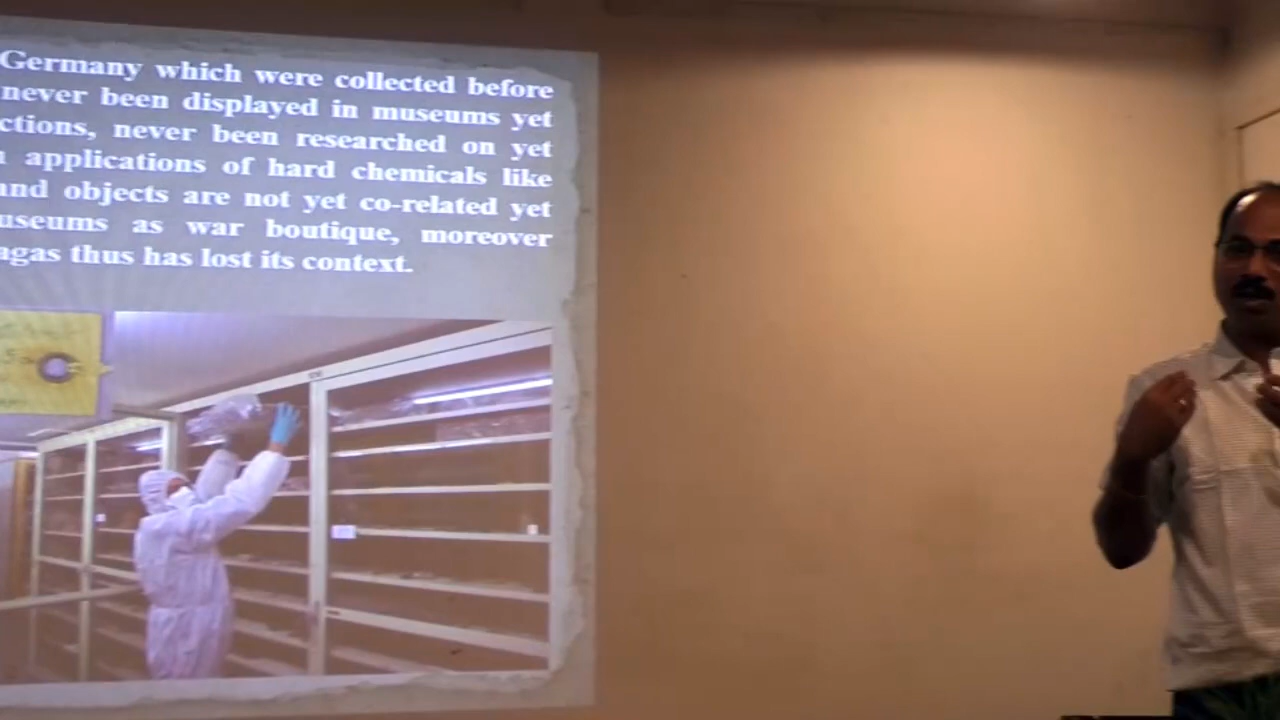 Germany which were collected before
never been displayed in museums yet
ctions, never been researched on yet
applications of hard chemicals like
and objects are not yet co-related yet
useums as war boutique, moreover
agas thus has lost its context.